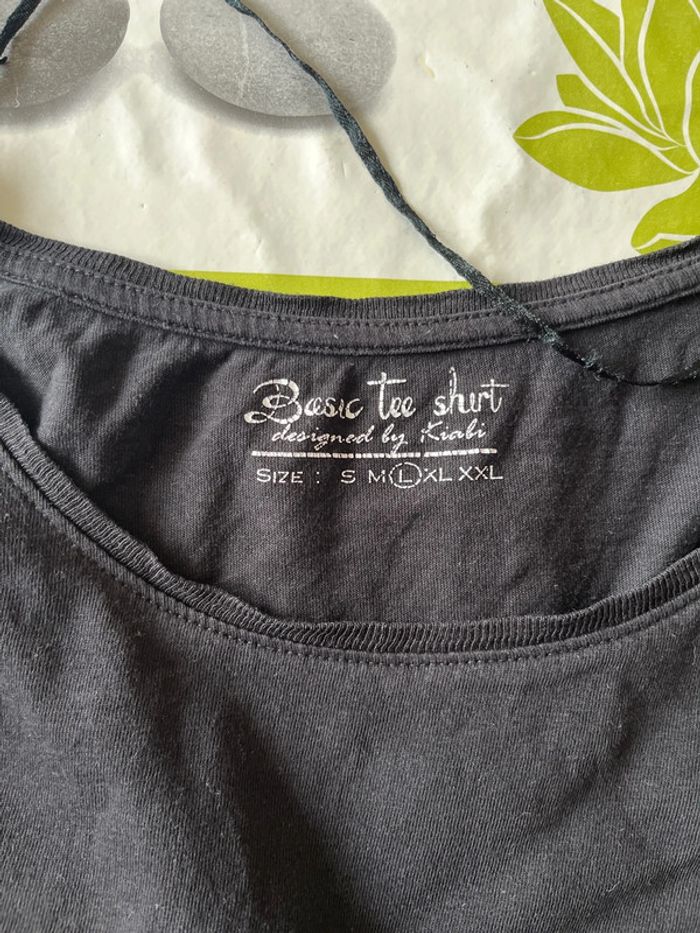 Basic tee shirt
designed by Kiabi
SIZE : S M L XL XXL